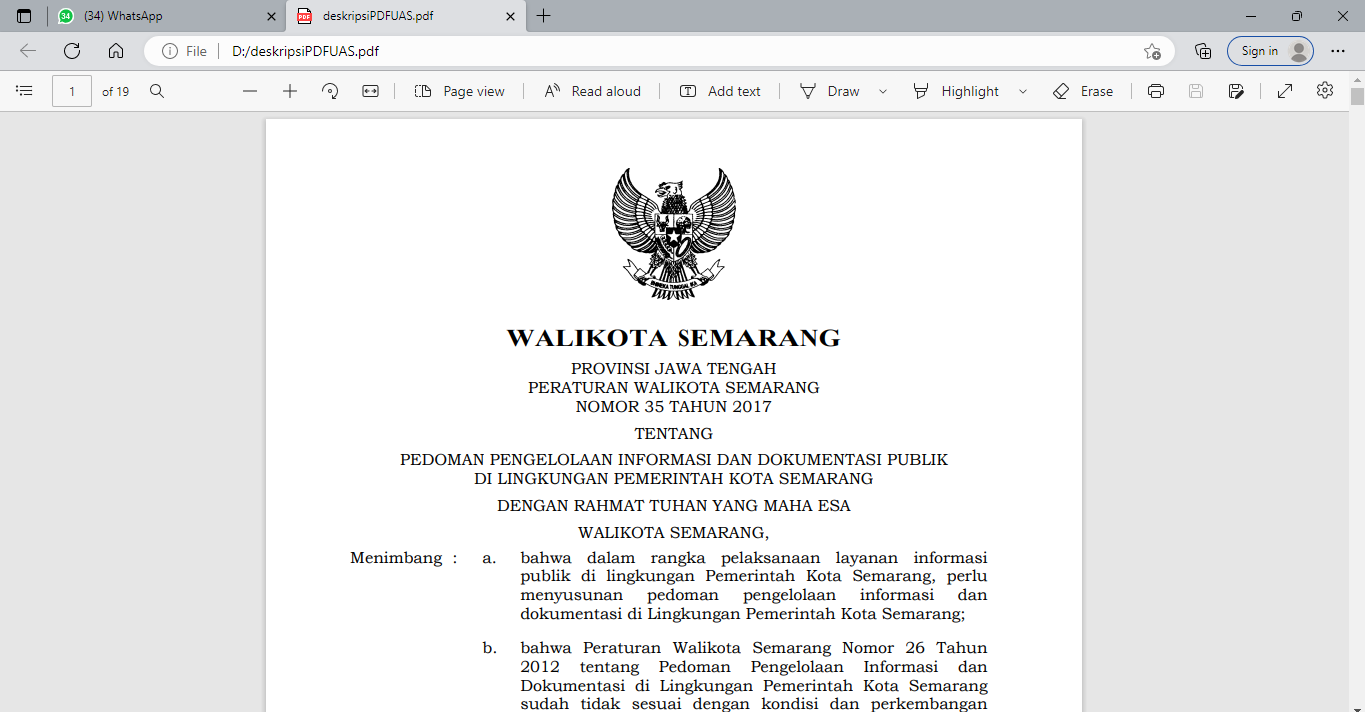 34
(34) WhatsApp
PDF
deskripsiPDFUAS.pdf
File
D:/deskripsiPDFUAS.pdf
Sign in
1
of 19
Page view
Read aloud
Add text
Draw
Highlight
Erase
BHINNEKA TUNGGAL IKA
WALIKOTA SEMARANG
PROVINSI JAWA TENGAH
PERATURAN WALIKOTA SEMARANG
NOMOR 35 TAHUN 2017
TENTANG
PEDOMAN PENGELOLAAN INFORMASI DAN DOKUMENTASI PUBLIK
DI LINGKUNGAN PEMERINTAH KOTA SEMARANG
DENGAN RAHMAT TUHAN YANG MAHA ESA
WALIKOTA SEMARANG,
Menimbang : a. bahwa dalam rangka pelaksanaan layanan informasi
publik di lingkungan Pemerintah Kota Semarang, perlu
menyusunan pedoman pengelolaan informasi dan
dokumentasi di Lingkungan Pemerintah Kota Semarang;
b. bahwa Peraturan Walikota Semarang Nomor 26 Tahun
2012 tentang Pedoman Pengelolaan Informasi dan
Dokumentasi di Lingkungan Pemerintah Kota Semarang
sudah tidak sesuai dengan kondisi dan perkembangan